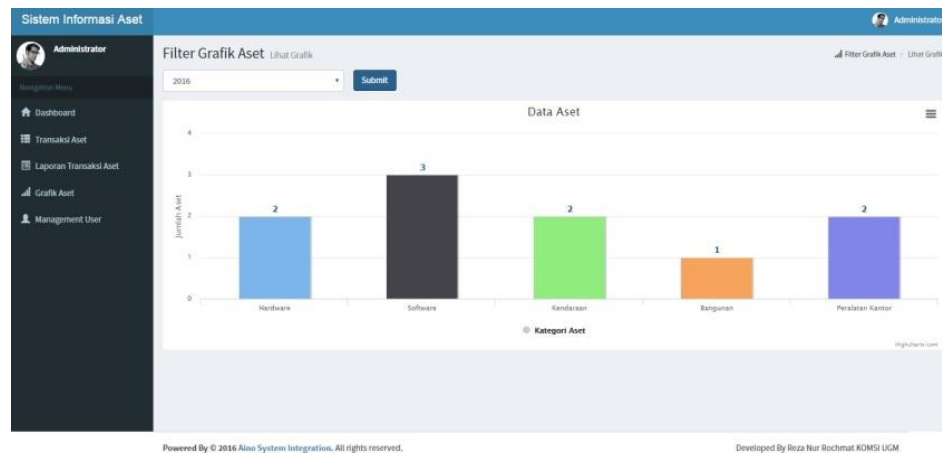 Sistem Informasi Aset
Administrator
Administrator
Navigation Menu
Dashboard
Transaksi Aset
Laporan Transaksi Aset
Grafik Aset
Management User
Filter Grafik Aset Lihat Grafik
Filter Grafik Aset > Lihat Grafik
2016
Submit
Data Aset
Jumlah Aset
4
3
2
1
0
2
3
2
1
2
Hardware
Software
Kendaraan
Bangunan
Peralatan Kantor
Kategori Aset
Highcharts.com
Powered By © 2016 Aino System Integration. All rights reserved.
Developed By Reza Nur Rochmat KOMSI UGM